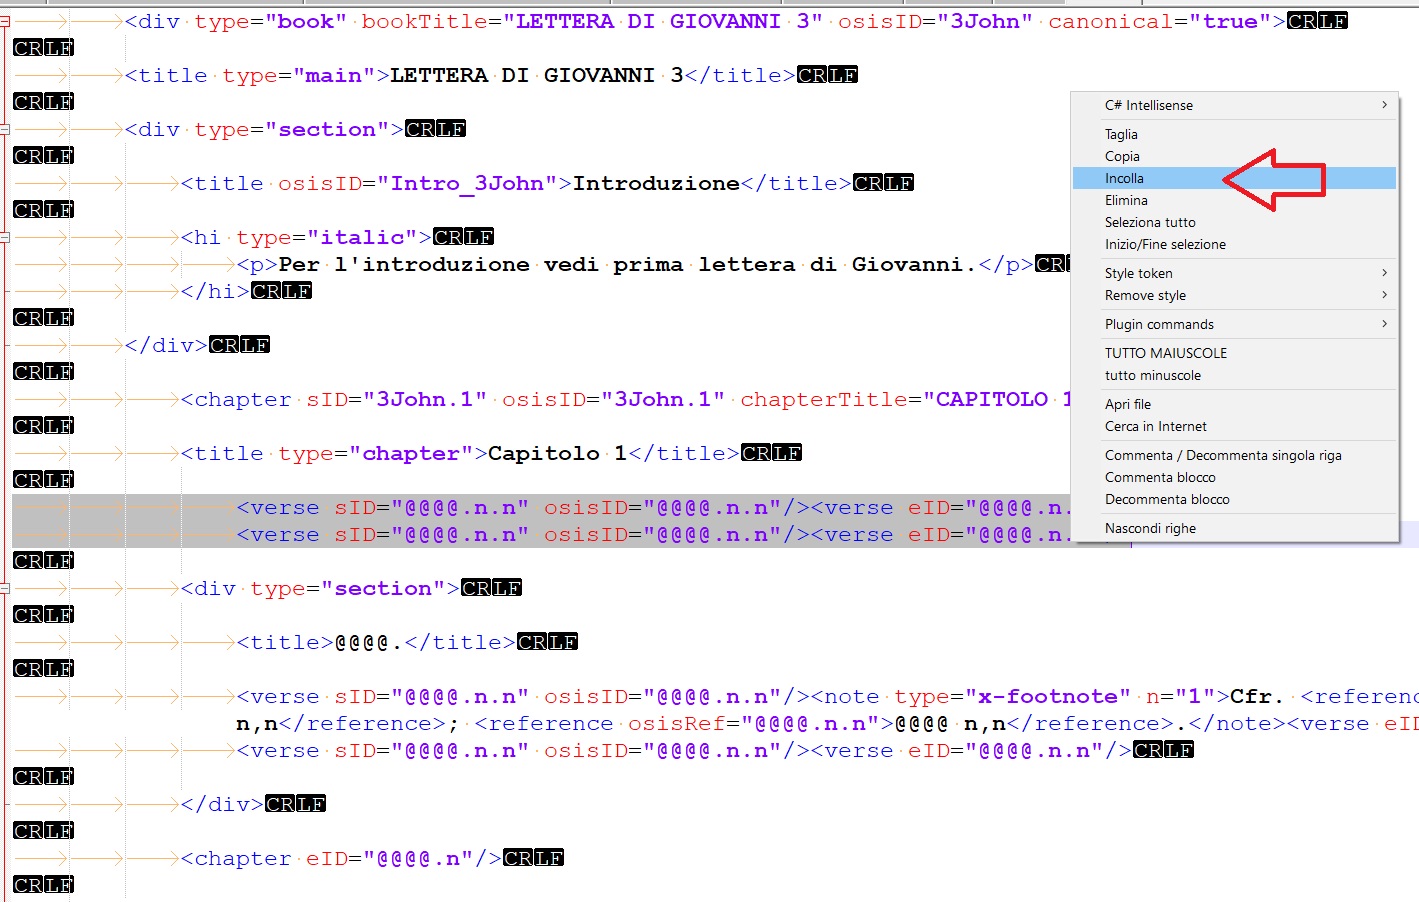 <div type="book" bookTitle="LETTERA DI GIOVANNI 3" osisID="3John" canonical="true">CRLF
CRLF
<title type="main">LETTERA DI GIOVANNI 3</title>CRLF
CRLF
<div type="section">CRLF
CRLF
<title osisID="Intro_3John">Introduzione</title>CRLF
CRLF
<hi type="italic">CRLF
<p>Per l'introduzione vedi prima lettera di Giovanni.</p>CR
</hi>CRLF
CRLF
</div>CRLF
CRLF
<chapter sID="3John.1" osisID="3John.1" chapterTitle="CAPITOLO 1
CRLF
<title type="chapter">Capitolo 1</title>CRLF
CRLF
<verse sID="@@@@.n.n" osisID="@@@@.n.n"/><verse eID="@@@@.n.
<verse sID="@@@@.n.n" osisID="@@@@.n.n"/><verse eID="@@@@.n.
CRLF
<div type="section">CRLF
CRLF
<title>@@@@.</title>CRLF
CRLF
<verse sID="@@@@.n.n" osisID="@@@@.n.n"/><note type="x-footnote" n="1">Cfr. <referenc
n,n</reference>; <reference osisRef="@@@@.n.n">@@@@ n,n</reference>.</note><verse eID
<verse sID="@@@@.n.n" osisID="@@@@.n.n"/><verse eID="@@@@.n.n"/>CRLF
CRLF
</div>CRLF
CRLF
<chapter eID="@@@@.n"/>CRLF
CRLF
C# Intellisense
Taglia
Copia
Incolla
Elimina
Seleziona tutto
Inizio/Fine selezione
Style token
Remove style
Plugin commands
TUTTO MAIUSCOLE
tutto minuscole
Apri file
Cerca in Internet
Commenta / Decommenta singola riga
Commenta blocco
Decommenta blocco
Nascondi righe